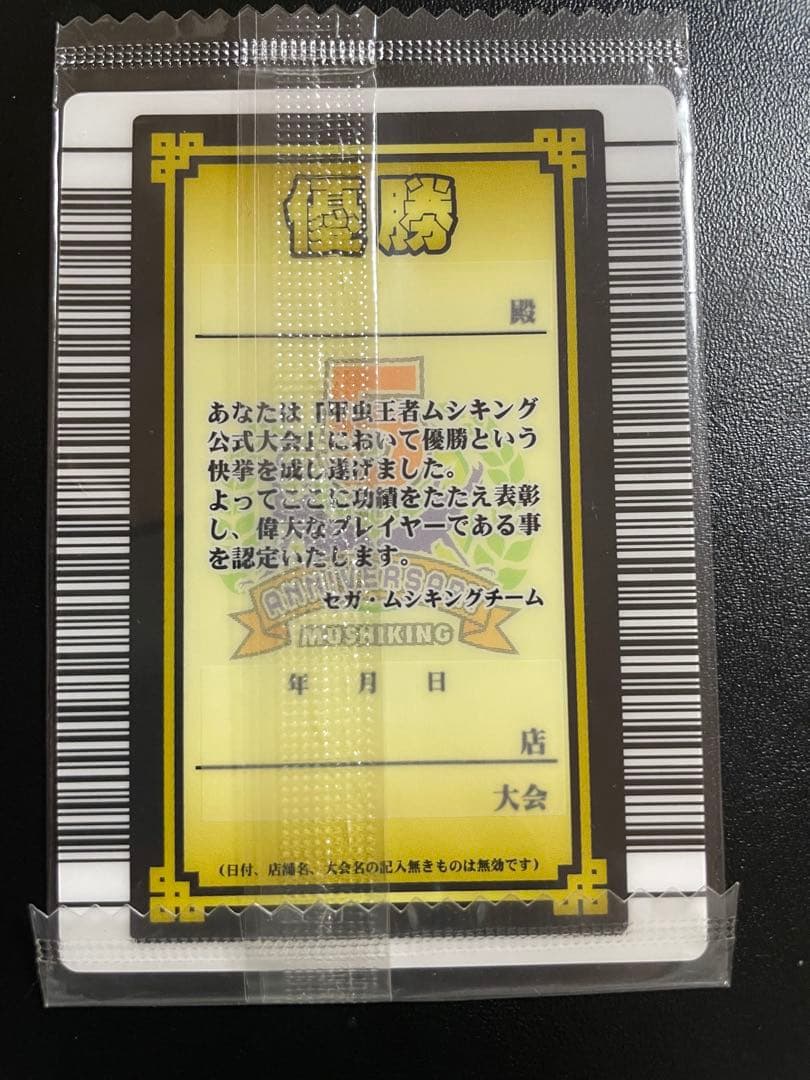 優勝
殿
5
あなたは「甲虫王者ムシキング
公式大会」において優勝という
快挙を成し遂げました。
よってここに功績をたたえ表彰
し、偉大なプレイヤーである事
を認定いたします。
ANNIVERSARY
セガ・ムシキングチーム
MUSHIKING
年 月 日
店
大会
(日付、店舗名、大会名の記入無きものは無効です)